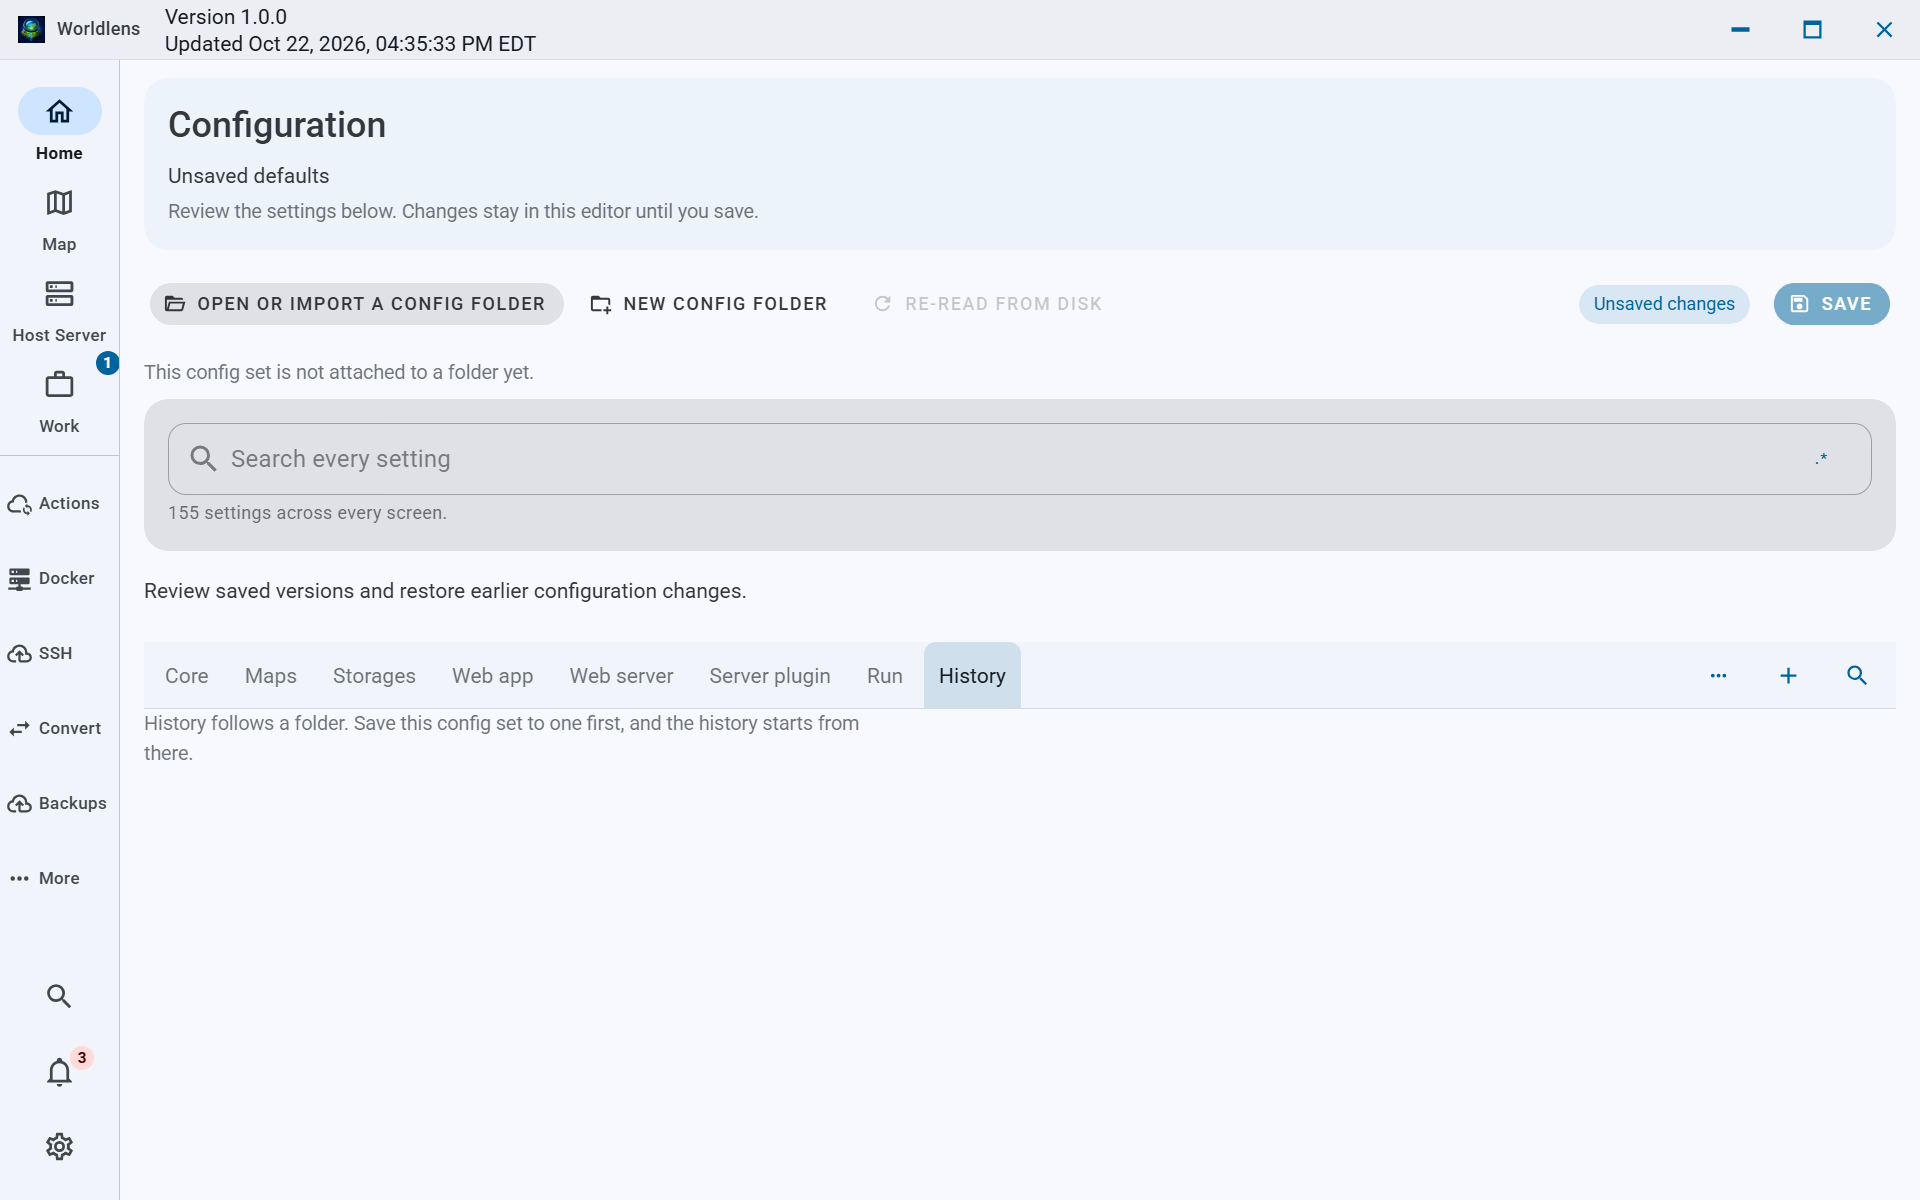 Worldlens
Version 1.0.0
Updated Oct 22, 2026, 04:35:33 PM EDT
Home
Map
Host Server
1
Work
Actions
Docker
SSH
Convert
Backups
More
3
Configuration
Unsaved defaults
Review the settings below. Changes stay in this editor until you save.
OPEN OR IMPORT A CONFIG FOLDER
NEW CONFIG FOLDER
RE-READ FROM DISK
Unsaved changes
SAVE
This config set is not attached to a folder yet.
Search every setting
.*
155 settings across every screen.
Review saved versions and restore earlier configuration changes.
Core
Maps
Storages
Web app
Web server
Server plugin
Run
History
History follows a folder. Save this config set to one first, and the history starts from
there.